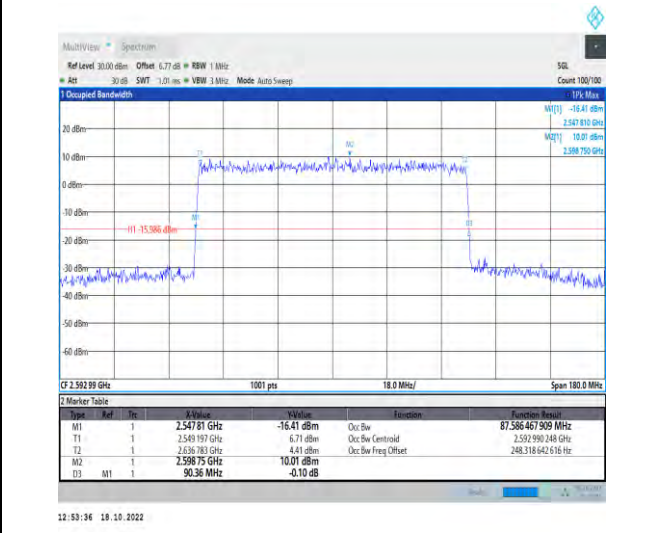 MultiView Spectrum
Ref Level 30.00 dBm Offset 6.77 dB RBW 1 MHz SGL
Att 30 dB SWT 1.01 ms VBW 3 MHz Mode Auto Sweep Count 100/100
1 Occupied Bandwidth 1Pk Max
M1[1] -16.41 dBm
2.547 810 GHz
M2[1] 10.01 dBm
2.598 750 GHz
20 dBm
M2
T1
10 dBm
0 dBm
-10 dBm
M1
H1 -15.986 dBm
-20 dBm
-30 dBm
-40 dBm
-50 dBm
-60 dBm
CF 2.592 99 GHz 1001 pts 18.0 MHz/ Span 180.0 MHz
2 Marker Table
Type Ref Trc X-Value Y-Value Function Function Result
M1 1 2.547 81 GHz -16.41 dBm Occ Bw 87.586 467 909 MHz
T1 1 2.549 197 GHz 6.71 dBm Occ Bw Centroid 2.592 990 248 GHz
T2 1 2.636 783 GHz 4.41 dBm Occ Bw Freq Offset 248.318 642 616 Hz
M2 1 2.598 75 GHz 10.01 dBm
D3 M1 1 90.36 MHz -0.10 dB
12:53:36 18.10.2022